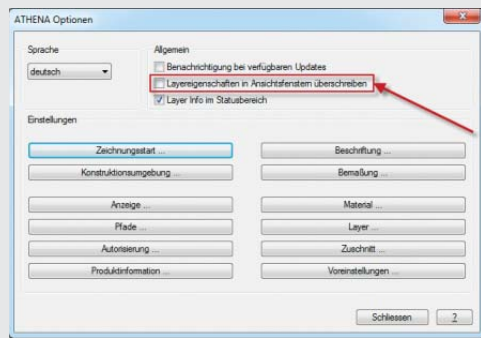 ATHENA Optionen
Sprache
deutsch
Allgemein
Benachrichtigung bei verfügbaren Updates
Layereigenschaften in Ansichtsfenstern überschreiben
Layer Info im Statusbereich
Einstellungen
Zeichnungsstart ...
Beschriftung ...
Konstruktionsumgebung ...
Bemaßung ...
Anzeige ...
Material ...
Pfade ...
Layer ...
Autorisierung ...
Zuschnitt ...
Produktinformation ...
Voreinstellungen ...
Schliessen
?